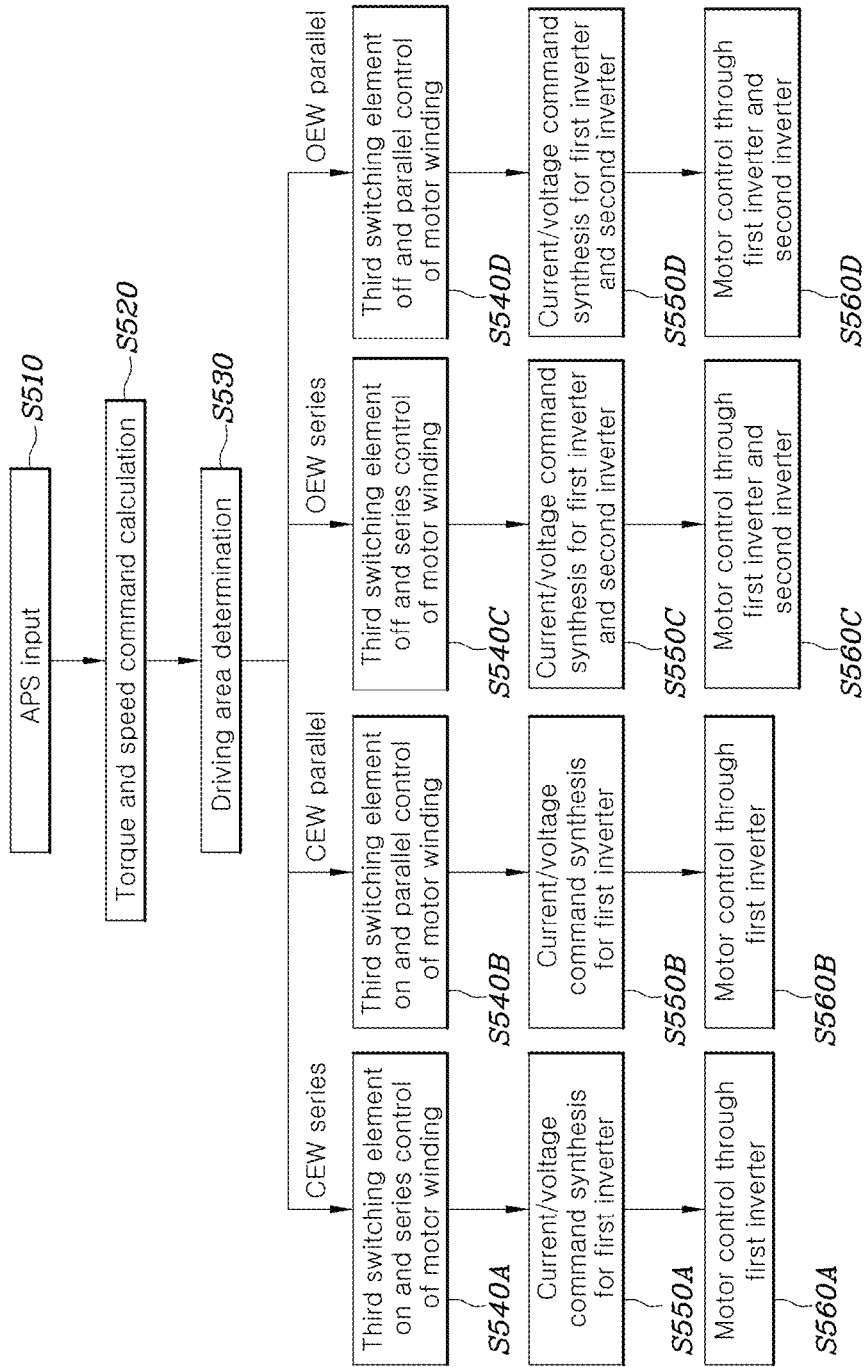 APS input
S510
Torque and speed command calculation
S520
Driving area determination
S530
CEW series
CEW parallel
OEW series
OEW parallel
Third switching element
on and series control
of motor winding
S540A
Third switching element
on and parallel control
of motor winding
S540B
Third switching element
off and series control
of motor winding
S540C
Third switching element
off and parallel control
of motor winding
S540D
Current/voltage
command synthesis
for first inverter
S550A
Current/voltage
command synthesis
for first inverter
S550B
Current/voltage command
synthesis for first inverter
and second inverter
S550C
Current/voltage command
synthesis for first inverter
and second inverter
S550D
Motor control through
first inverter
S560A
Motor control through
first inverter
S560B
Motor control through
first inverter and
second inverter
S560C
Motor control through
first inverter and
second inverter
S560D